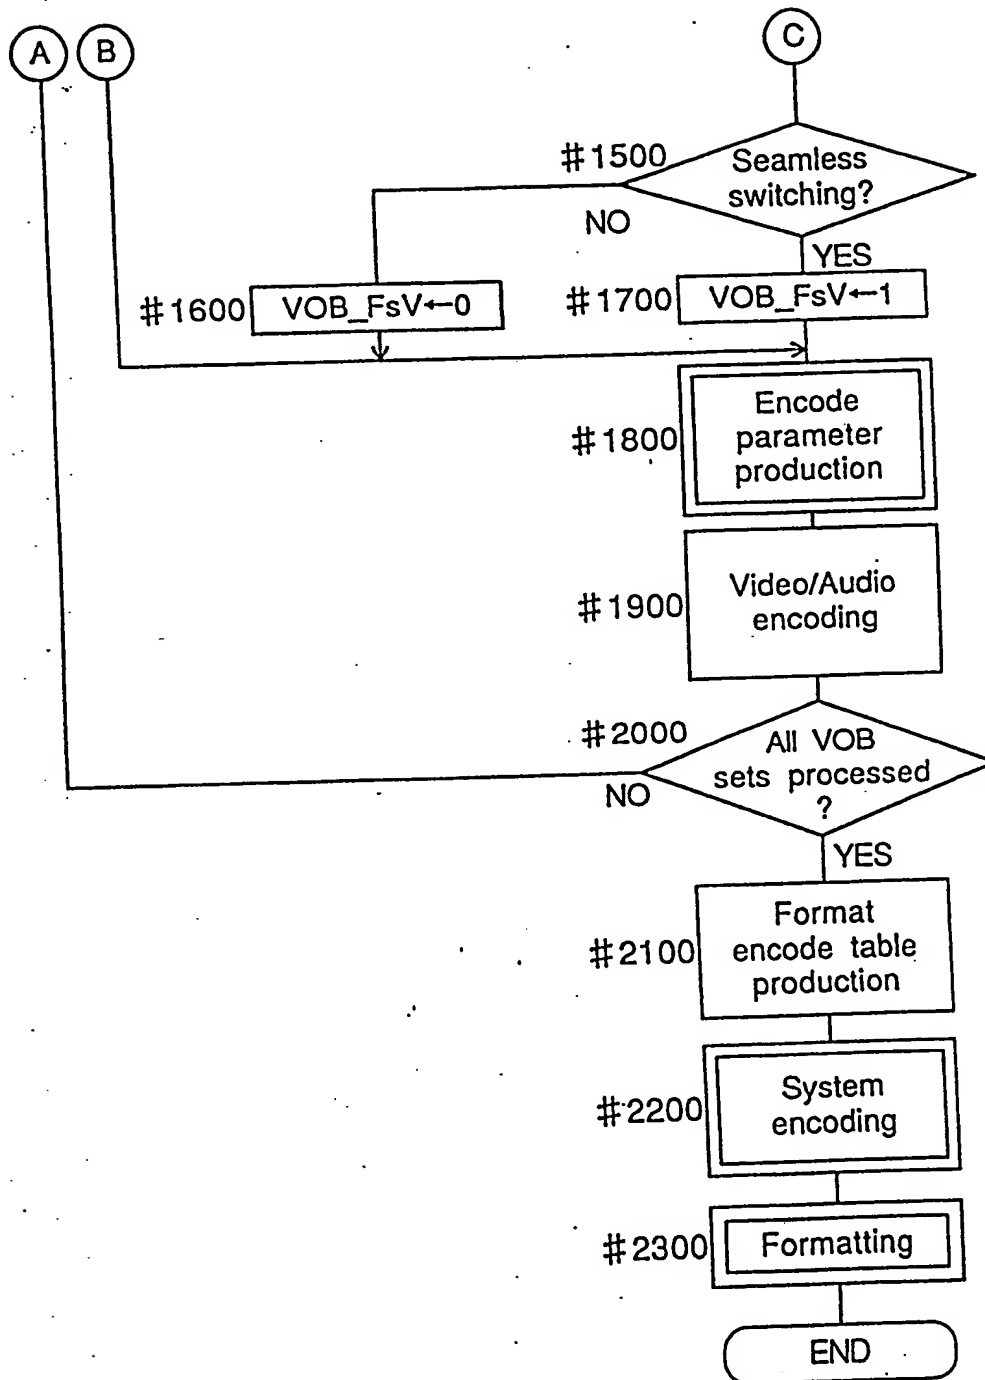 A B C
#1500 Seamless
switching?
NO
YES
#1600 VOB_FsV←0 #1700 VOB_FsV←1
Encode
#1800 parameter
production
#1900 Video/Audio
encoding
#2000 All VOB
sets processed
NO ?
YES
Format
#2100 encode table
production
System
#2200 encoding
#2300 Formatting
END